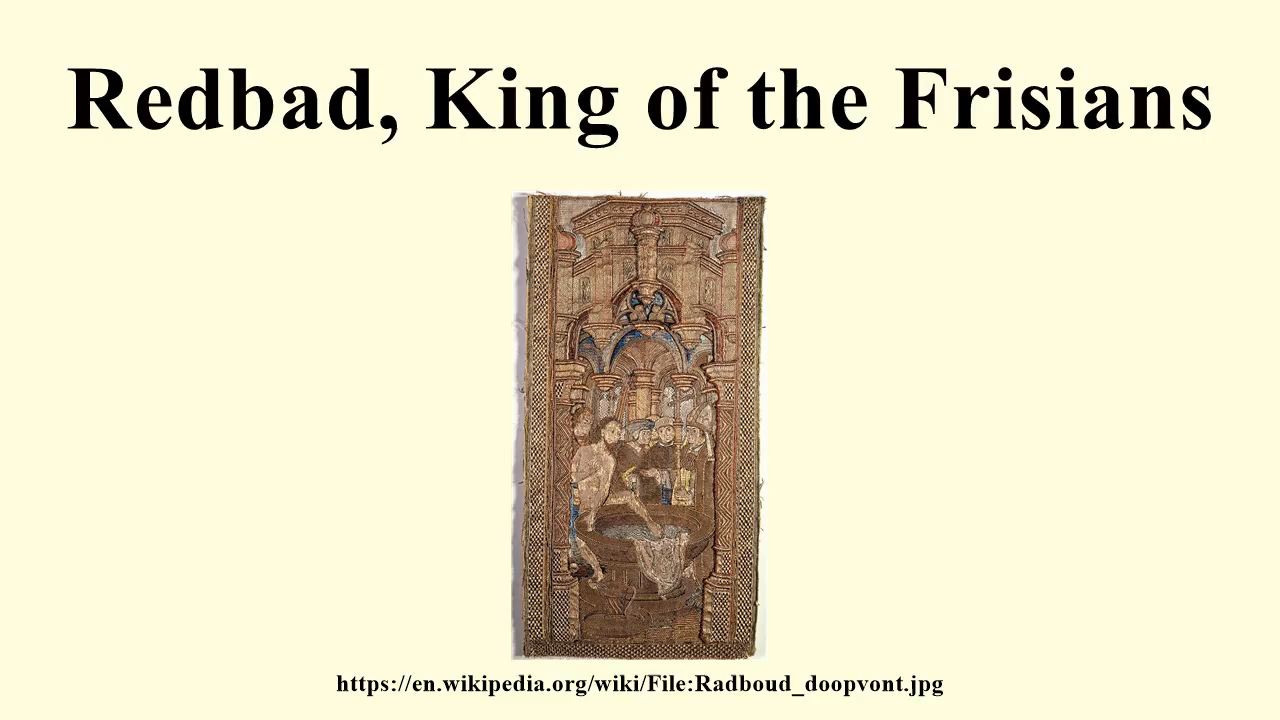 Redbad, King of the Frisians
https://en.wikipedia.org/wiki/File:Radboud_doopvont.jpg